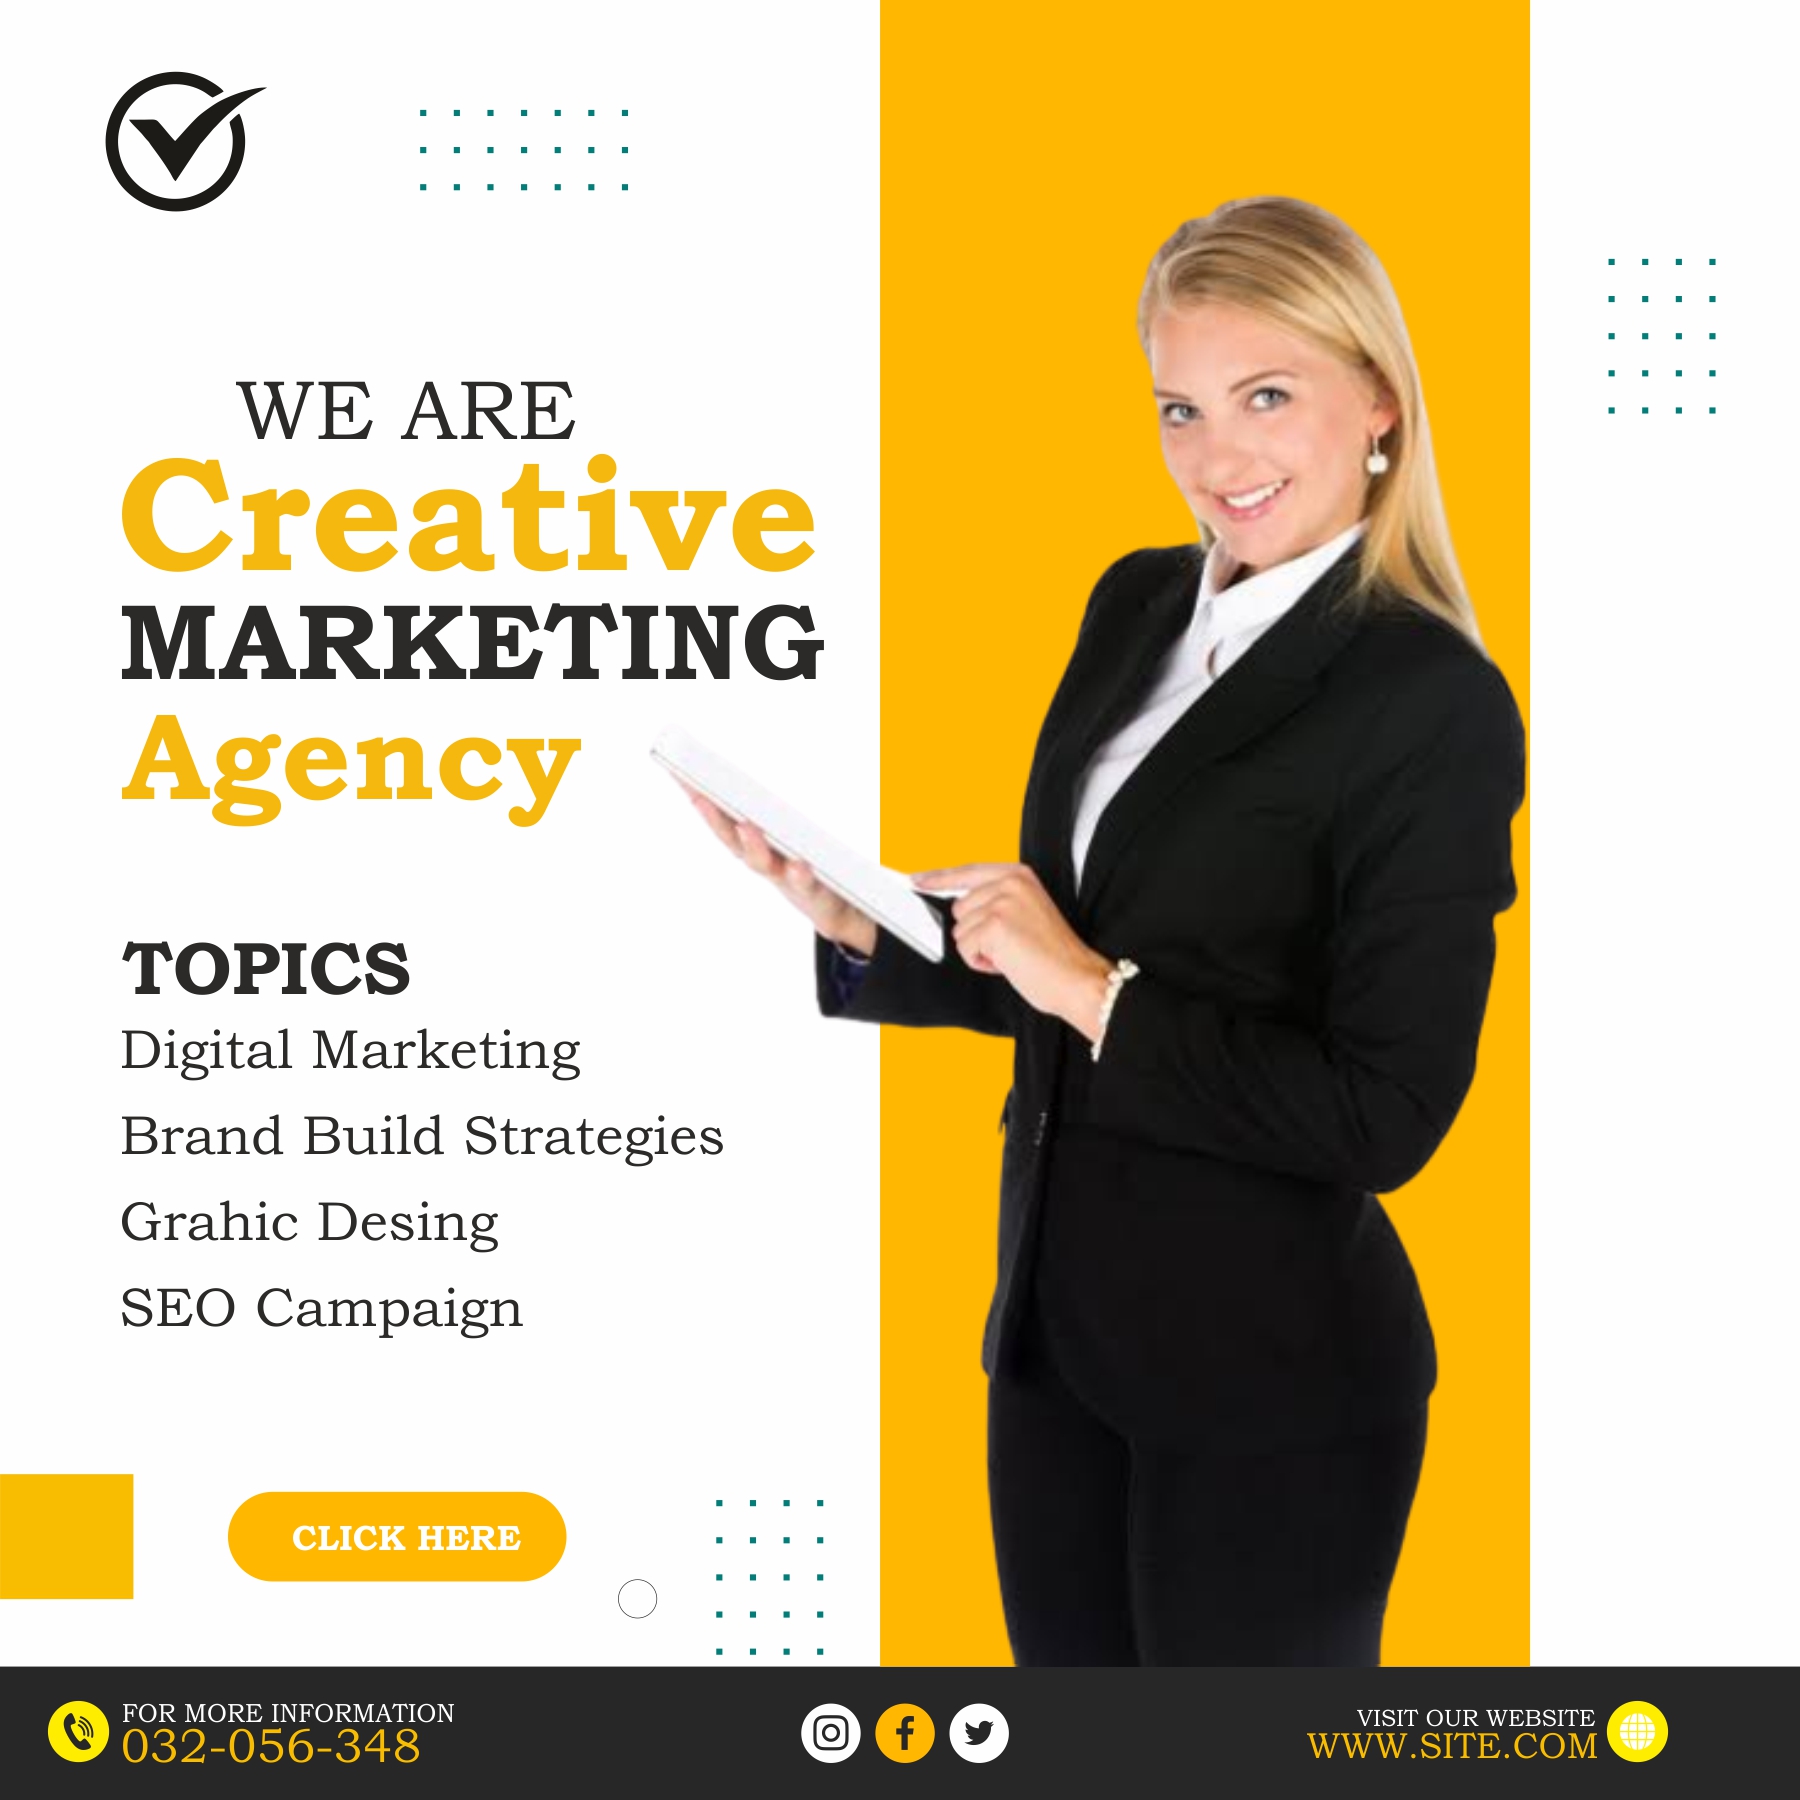 WE ARE
Creative
MARKETING
Agency
TOPICS
Digital Marketing
Brand Build Strategies
Grahic Desing
SEO Campaign
CLICK HERE
FOR MORE INFORMATION
032-056-348
VISIT OUR WEBSITE
WWW.SITE.COM